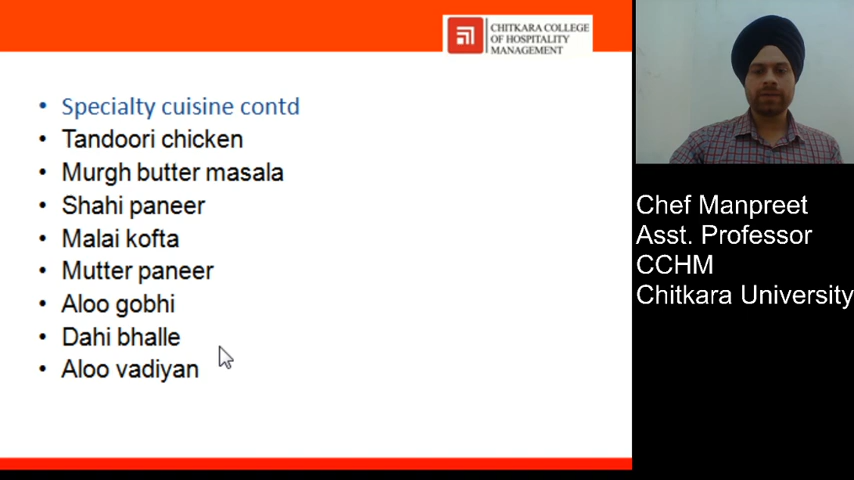 CHITKARA COLLEGE
OF HOSPITALITY
MANAGEMENT
• Specialty cuisine contd
• Tandoori chicken
• Murgh butter masala
• Shahi paneer
• Malai kofta
• Mutter paneer
• Aloo gobhi
• Dahi bhalle
• Aloo vadiyan
Chef Manpreet
Asst. Professor
CCHM
Chitkara University